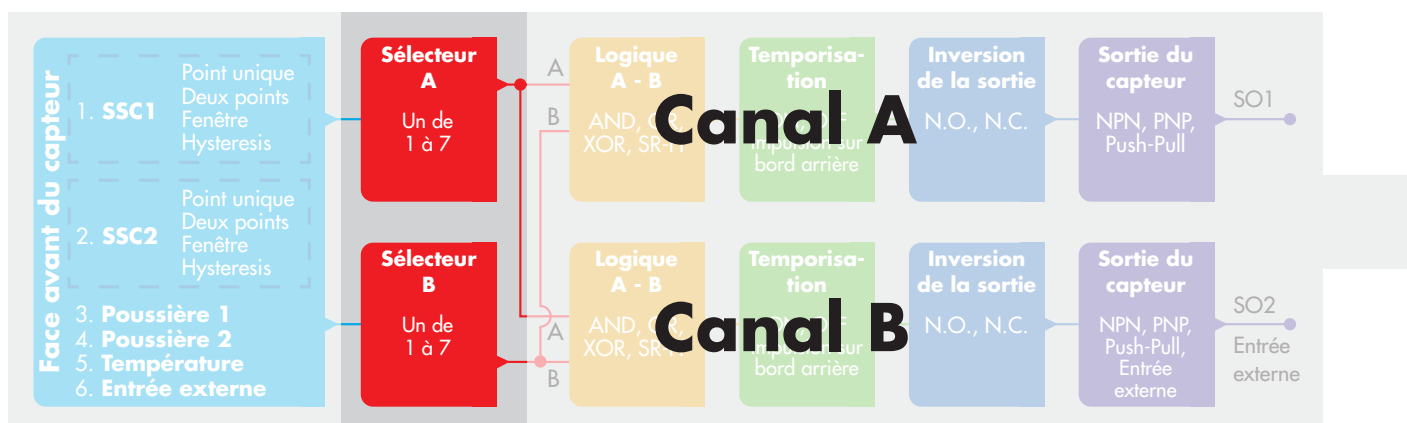 Face avant du capteur
1. SSC1
Point unique
Deux points
Fenêtre
Hysteresis
2. SSC2
Point unique
Deux points
Fenêtre
Hysteresis
3. Poussière 1
4. Poussière 2
5. Température
6. Entrée externe
Sélecteur
A
Un de
1 à 7
A
B
Logique
A - B
AND,
XOR,
Temporisa-
tion
bord arrière
Inversion
de la sortie
N.O., N.C.
Sortie du
capteur
NPN, PNP,
Push-Pull
SO1
Canal A
Sélecteur
B
Un de
1 à 7
A
B
Logique
A - B
AND,
XOR,
Temporisa-
tion
bord arrière
Inversion
de la sortie
N.O., N.C.
Sortie du
capteur
NPN, PNP,
Push-Pull,
Entrée
externe
SO2
Entrée
externe
Canal B